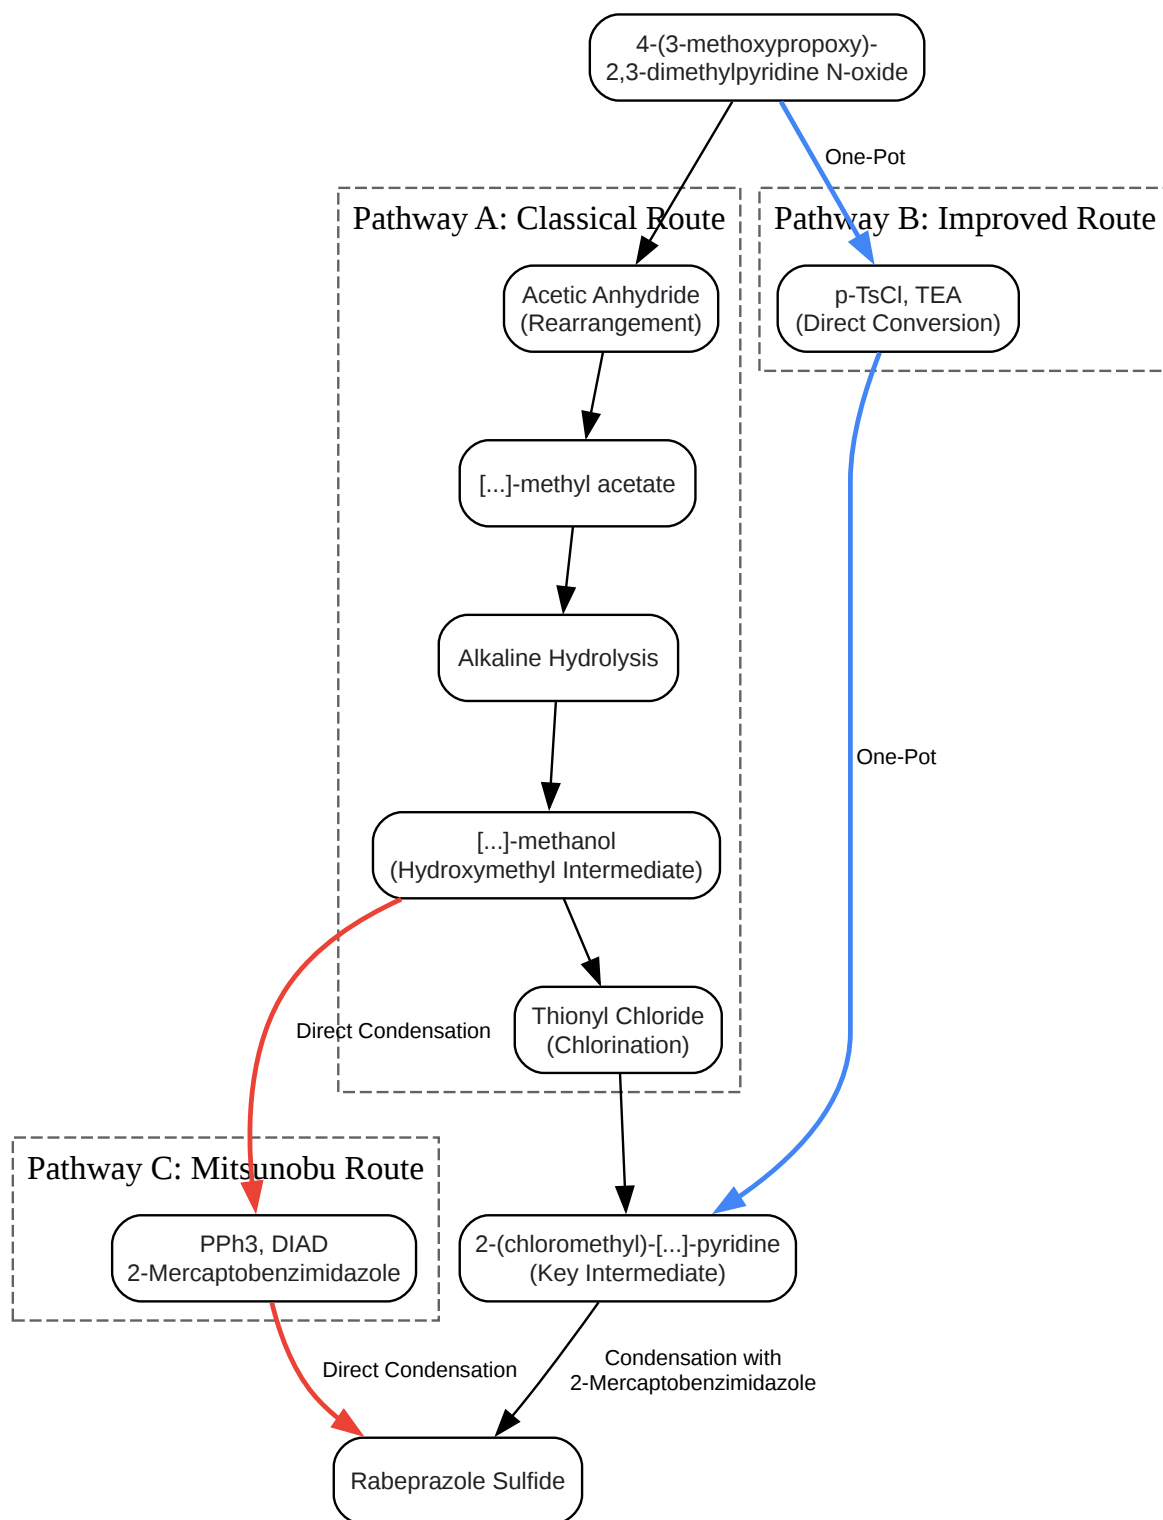 4-(3-methoxypropoxy)-
2,3-dimethylpyridine N-oxide
One-Pot
Pathway A: Classical Route
Pathway B: Improved Route
Acetic Anhydride
(Rearrangement)
p-TsCl, TEA
(Direct Conversion)
[...]-methyl acetate
Alkaline Hydrolysis
One-Pot
[...]-methanol
(Hydroxymethyl Intermediate)
Direct Condensation
Thionyl Chloride
(Chlorination)
Pathway C: Mitsunobu Route
PPh3, DIAD
2-Mercaptobenzimidazole
2-(chloromethyl)-[...]-pyridine
(Key Intermediate)
Direct Condensation
Condensation with
2-Mercaptobenzimidazole
Rabeprazole Sulfide